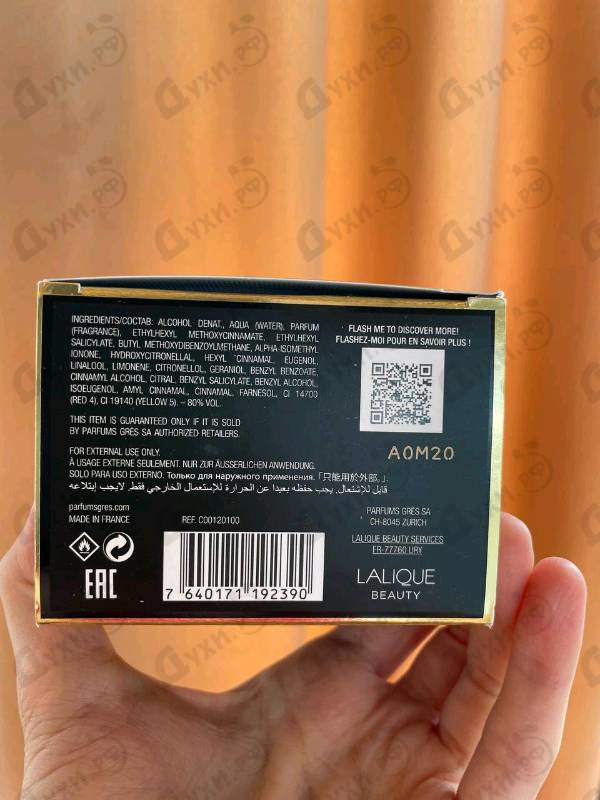 INGREDIENTS/COCTAB: ALCOHOL DENAT., AQUA (WATER), PARFUM
(FRAGRANCE), ETHYLHEXYL METHOXYCINNAMATE, ETHYLHEXYL
SALICYLATE, BUTYL METHOXYDIBENZOYLMETHANE, ALPHA-ISOMETHYL
IONONE, HYDROXYCITRONELLAL, HEXYL CINNAMAL, EUGENOL,
LINALOOL, LIMONENE, CITRONELLOL, GERANIOL, BENZYL BENZOATE,
CINNAMYL ALCOHOL, CITRAL, BENZYL SALICYLATE, BENZYL ALCOHOL,
ISOEUGENOL, AMYL CINNAMAL, CINNAMAL, FARNESOL, CI 14700
(RED 4), CI 19140 (YELLOW 5). – 80% VOL.
THIS ITEM IS GUARANTEED ONLY IF IT IS SOLD
BY PARFUMS GRÈS SA AUTHORIZED RETAILERS.
FOR EXTERNAL USE ONLY.
À USAGE EXTERNE SEULEMENT. NUR ZUR ÄUSSERLICHEN ANWENDUNG.
SOLO PARA USO EXTERNO. Только для наружного применения. 「只能用於外部。」
قابل للإشتعال. يجب حفظه بعيدا عن الحرارة للإستعمال الخارجي فقط. لايجب إبتلاعه
parfumsgres.com
MADE IN FRANCE
REF. C00120100
EAC
7 640171 192390
FLASH ME TO DISCOVER MORE!
FLASHEZ-MOI POUR EN SAVOIR PLUS !
A0M20
PARFUMS GRÈS SA
CH-8045 ZURICH
LALIQUE BEAUTY SERVICES
FR-77760 URY
LALIQUE
BEAUTY
Духи.рф